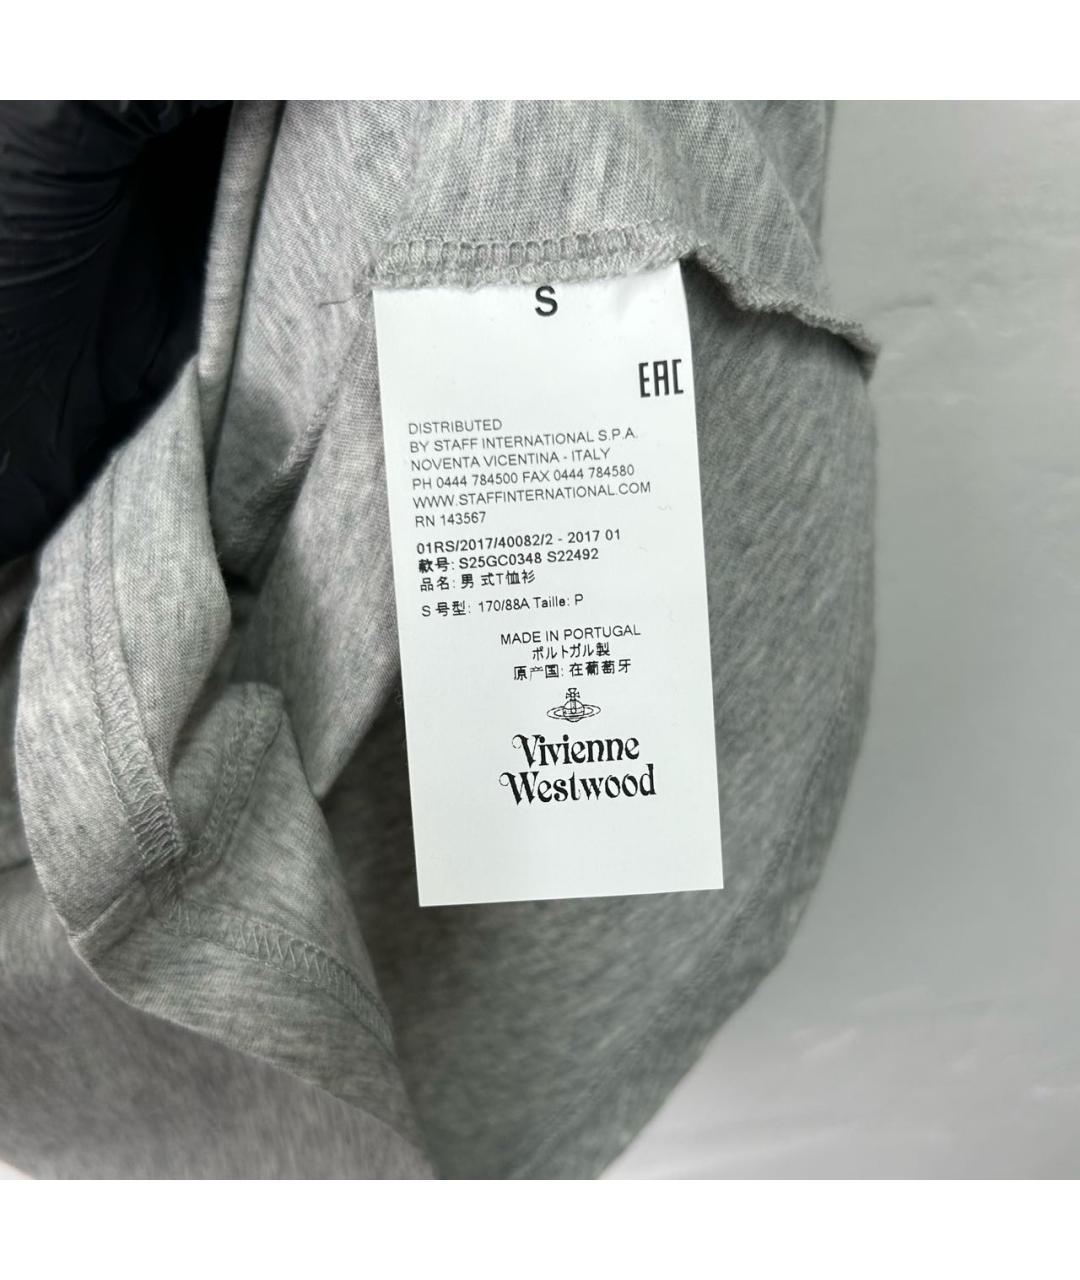 S
EAC
DISTRIBUTED
BY STAFF INTERNATIONAL S.P.A.
NOVENTA VICENTINA - ITALY
PH 0444 784500 FAX 0444 784580
WWW.STAFFINTERNATIONAL.COM
RN 143567
01RS/2017/40082/2 - 2017 01
款号: S25GC0348 S22492
品名: 男 式T恤衫
S 号型: 170/88A Taille: P
MADE IN PORTUGAL
ポルトガル製
原产国: 在葡萄牙
Vivienne
Westwood